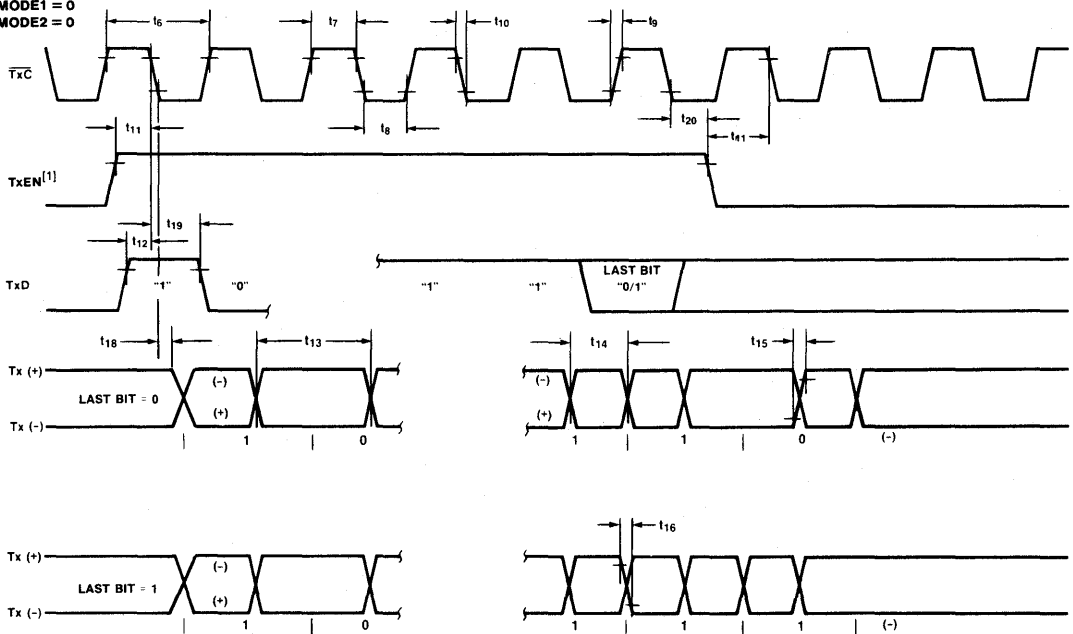 MODE1 = 0
MODE2 = 0
t6 t7 t10 t9
TxC
t8 t20 t41
t11
TxEN[1]
t19
t12
LAST BIT
TxD "1" "0" "1" "1" "0/1"
t18 t13 t14 t15
Tx (+) (−) (−)
LAST BIT = 0
Tx (−) (+) (+)
| 1 | 0 1 | 1 | 0 | (−)
t16
Tx (+) (−)
LAST BIT = 1
Tx (−) (+)
| 1 | 0 1 | 1 | 1 | (−)